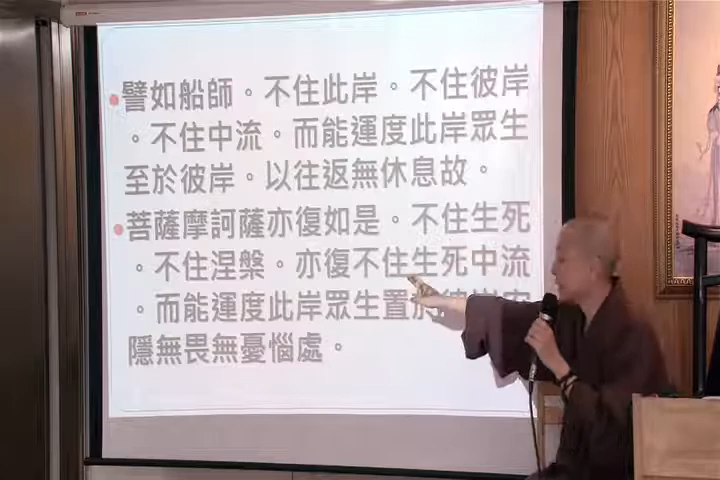 譬如船師。不住此岸。不住彼岸
。不住中流。而能運度此岸眾生
至於彼岸。以往返無休息故。
菩薩摩訶薩亦復如是。不住生死
。不住涅槃。亦復不住生死中流
。而能運度此岸眾生置於彼岸
隱無畏無憂惱處。